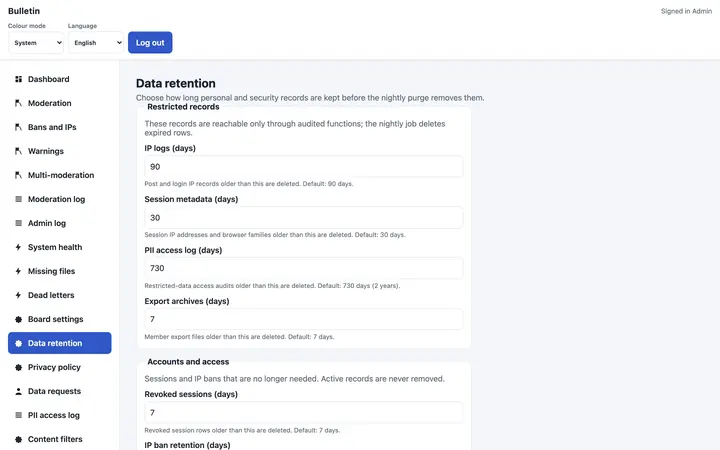 Bulletin
Signed in Admin
Colour mode
Language
System
English
Log out
Dashboard
Moderation
Bans and IPs
Warnings
Multi-moderation
Moderation log
Admin log
System health
Missing files
Dead letters
Board settings
Data retention
Privacy policy
Data requests
PII access log
Content filters
Data retention
Choose how long personal and security records are kept before the nightly purge removes them.
Restricted records
These records are reachable only through audited functions; the nightly job deletes
expired rows.
IP logs (days)
90
Post and login IP records older than this are deleted. Default: 90 days.
Session metadata (days)
30
Session IP addresses and browser families older than this are deleted. Default: 30 days.
PII access log (days)
730
Restricted-data access audits older than this are deleted. Default: 730 days (2 years).
Export archives (days)
7
Member export files older than this are deleted. Default: 7 days.
Accounts and access
Sessions and IP bans that are no longer needed. Active records are never removed.
Revoked sessions (days)
7
Revoked session rows older than this are deleted. Default: 7 days.
IP ban retention (days)